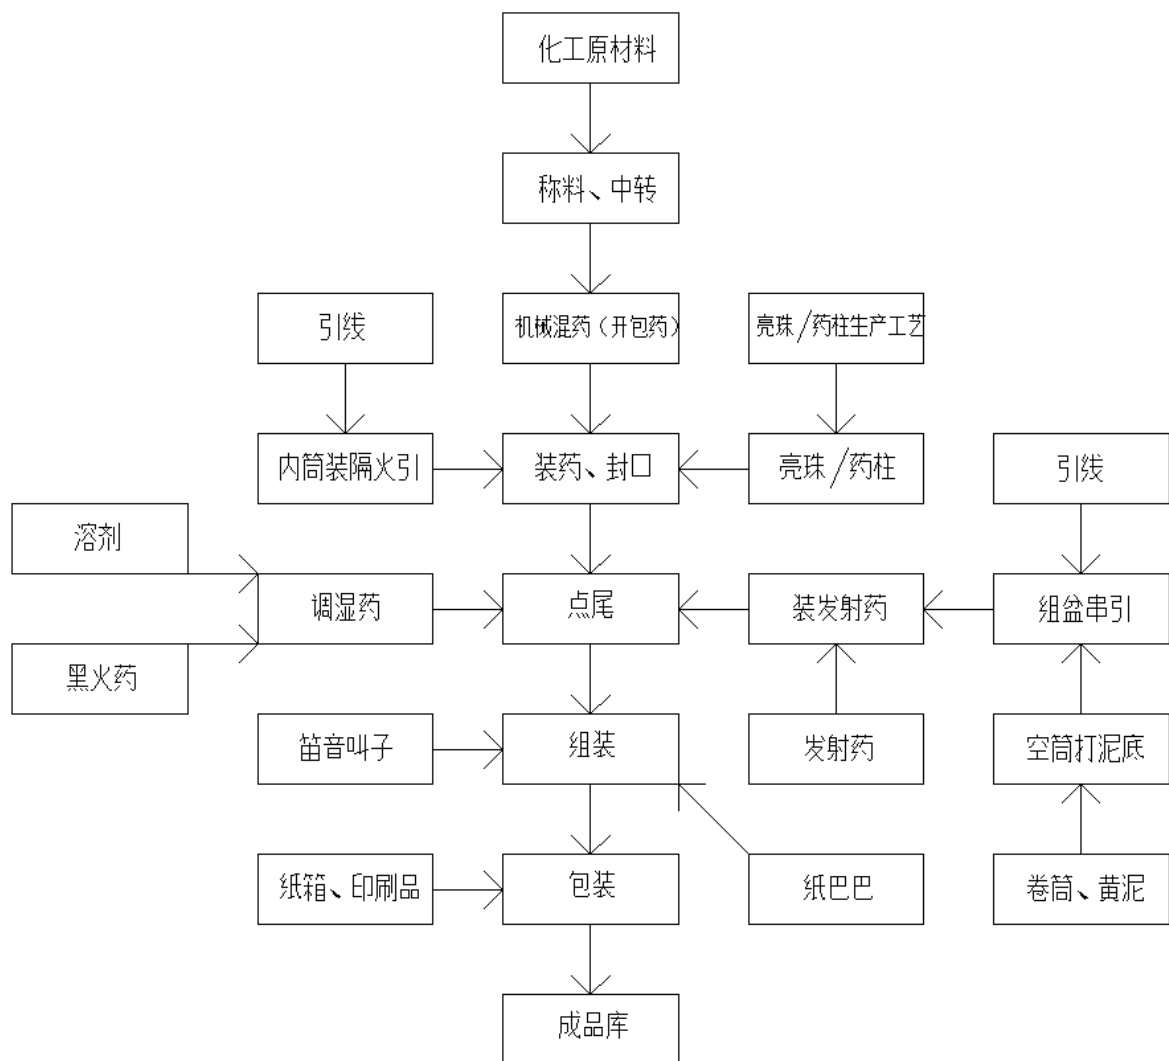 化工原材料
称料、中转
引线
机械混药（开包药）
亮珠/药柱生产工艺
内筒装隔火引
装药、封口
亮珠/药柱
引线
溶剂
调湿药
点尾
装发射药
组盆串引
黑火药
笛音叫子
组装
发射药
空筒打泥底
纸箱、印刷品
包装
纸巴巴
卷筒、黄泥
成品库